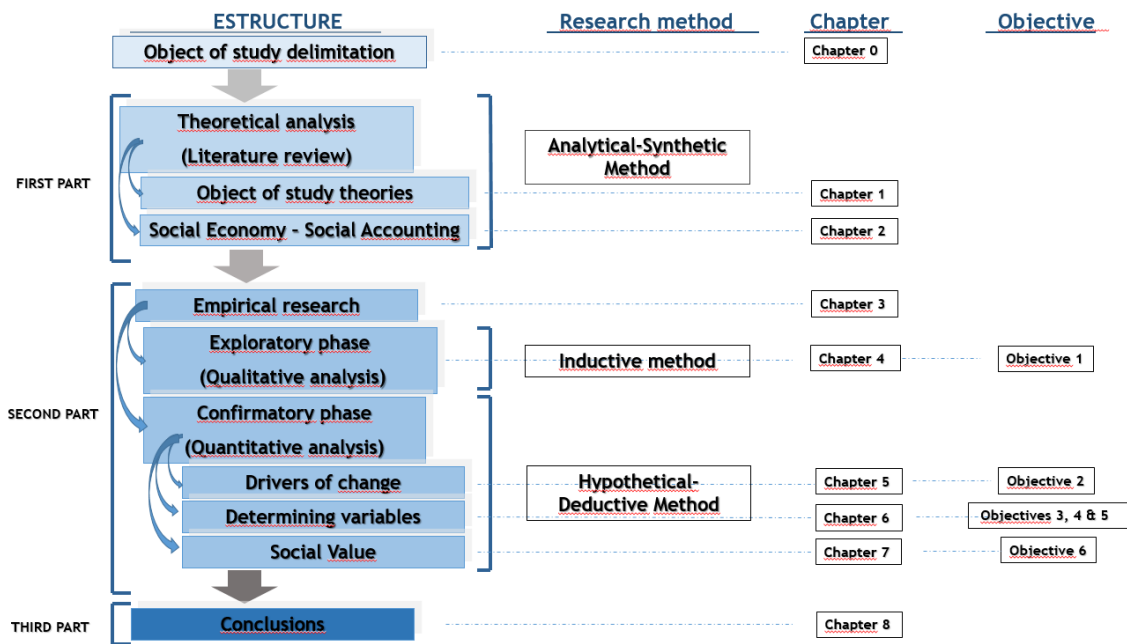 ESTRUCTURE Research method Chapter Objective
Object of study delimitation Chapter 0
Theoretical analysis
(Literature review)
Analytical-Synthetic
Method
FIRST PART
Object of study theories Chapter 1
Social Economy – Social Accounting Chapter 2
Empirical research Chapter 3
Exploratory phase
(Qualitative analysis)
Inductive method Chapter 4 Objective 1
SECOND PART
Confirmatory phase
(Quantitative analysis)
Hypothetical-
Deductive Method
Drivers of change Chapter 5 Objective 2
Determining variables Chapter 6 Objectives 3, 4 & 5
Social Value Chapter 7 Objective 6
THIRD PART Conclusions Chapter 8